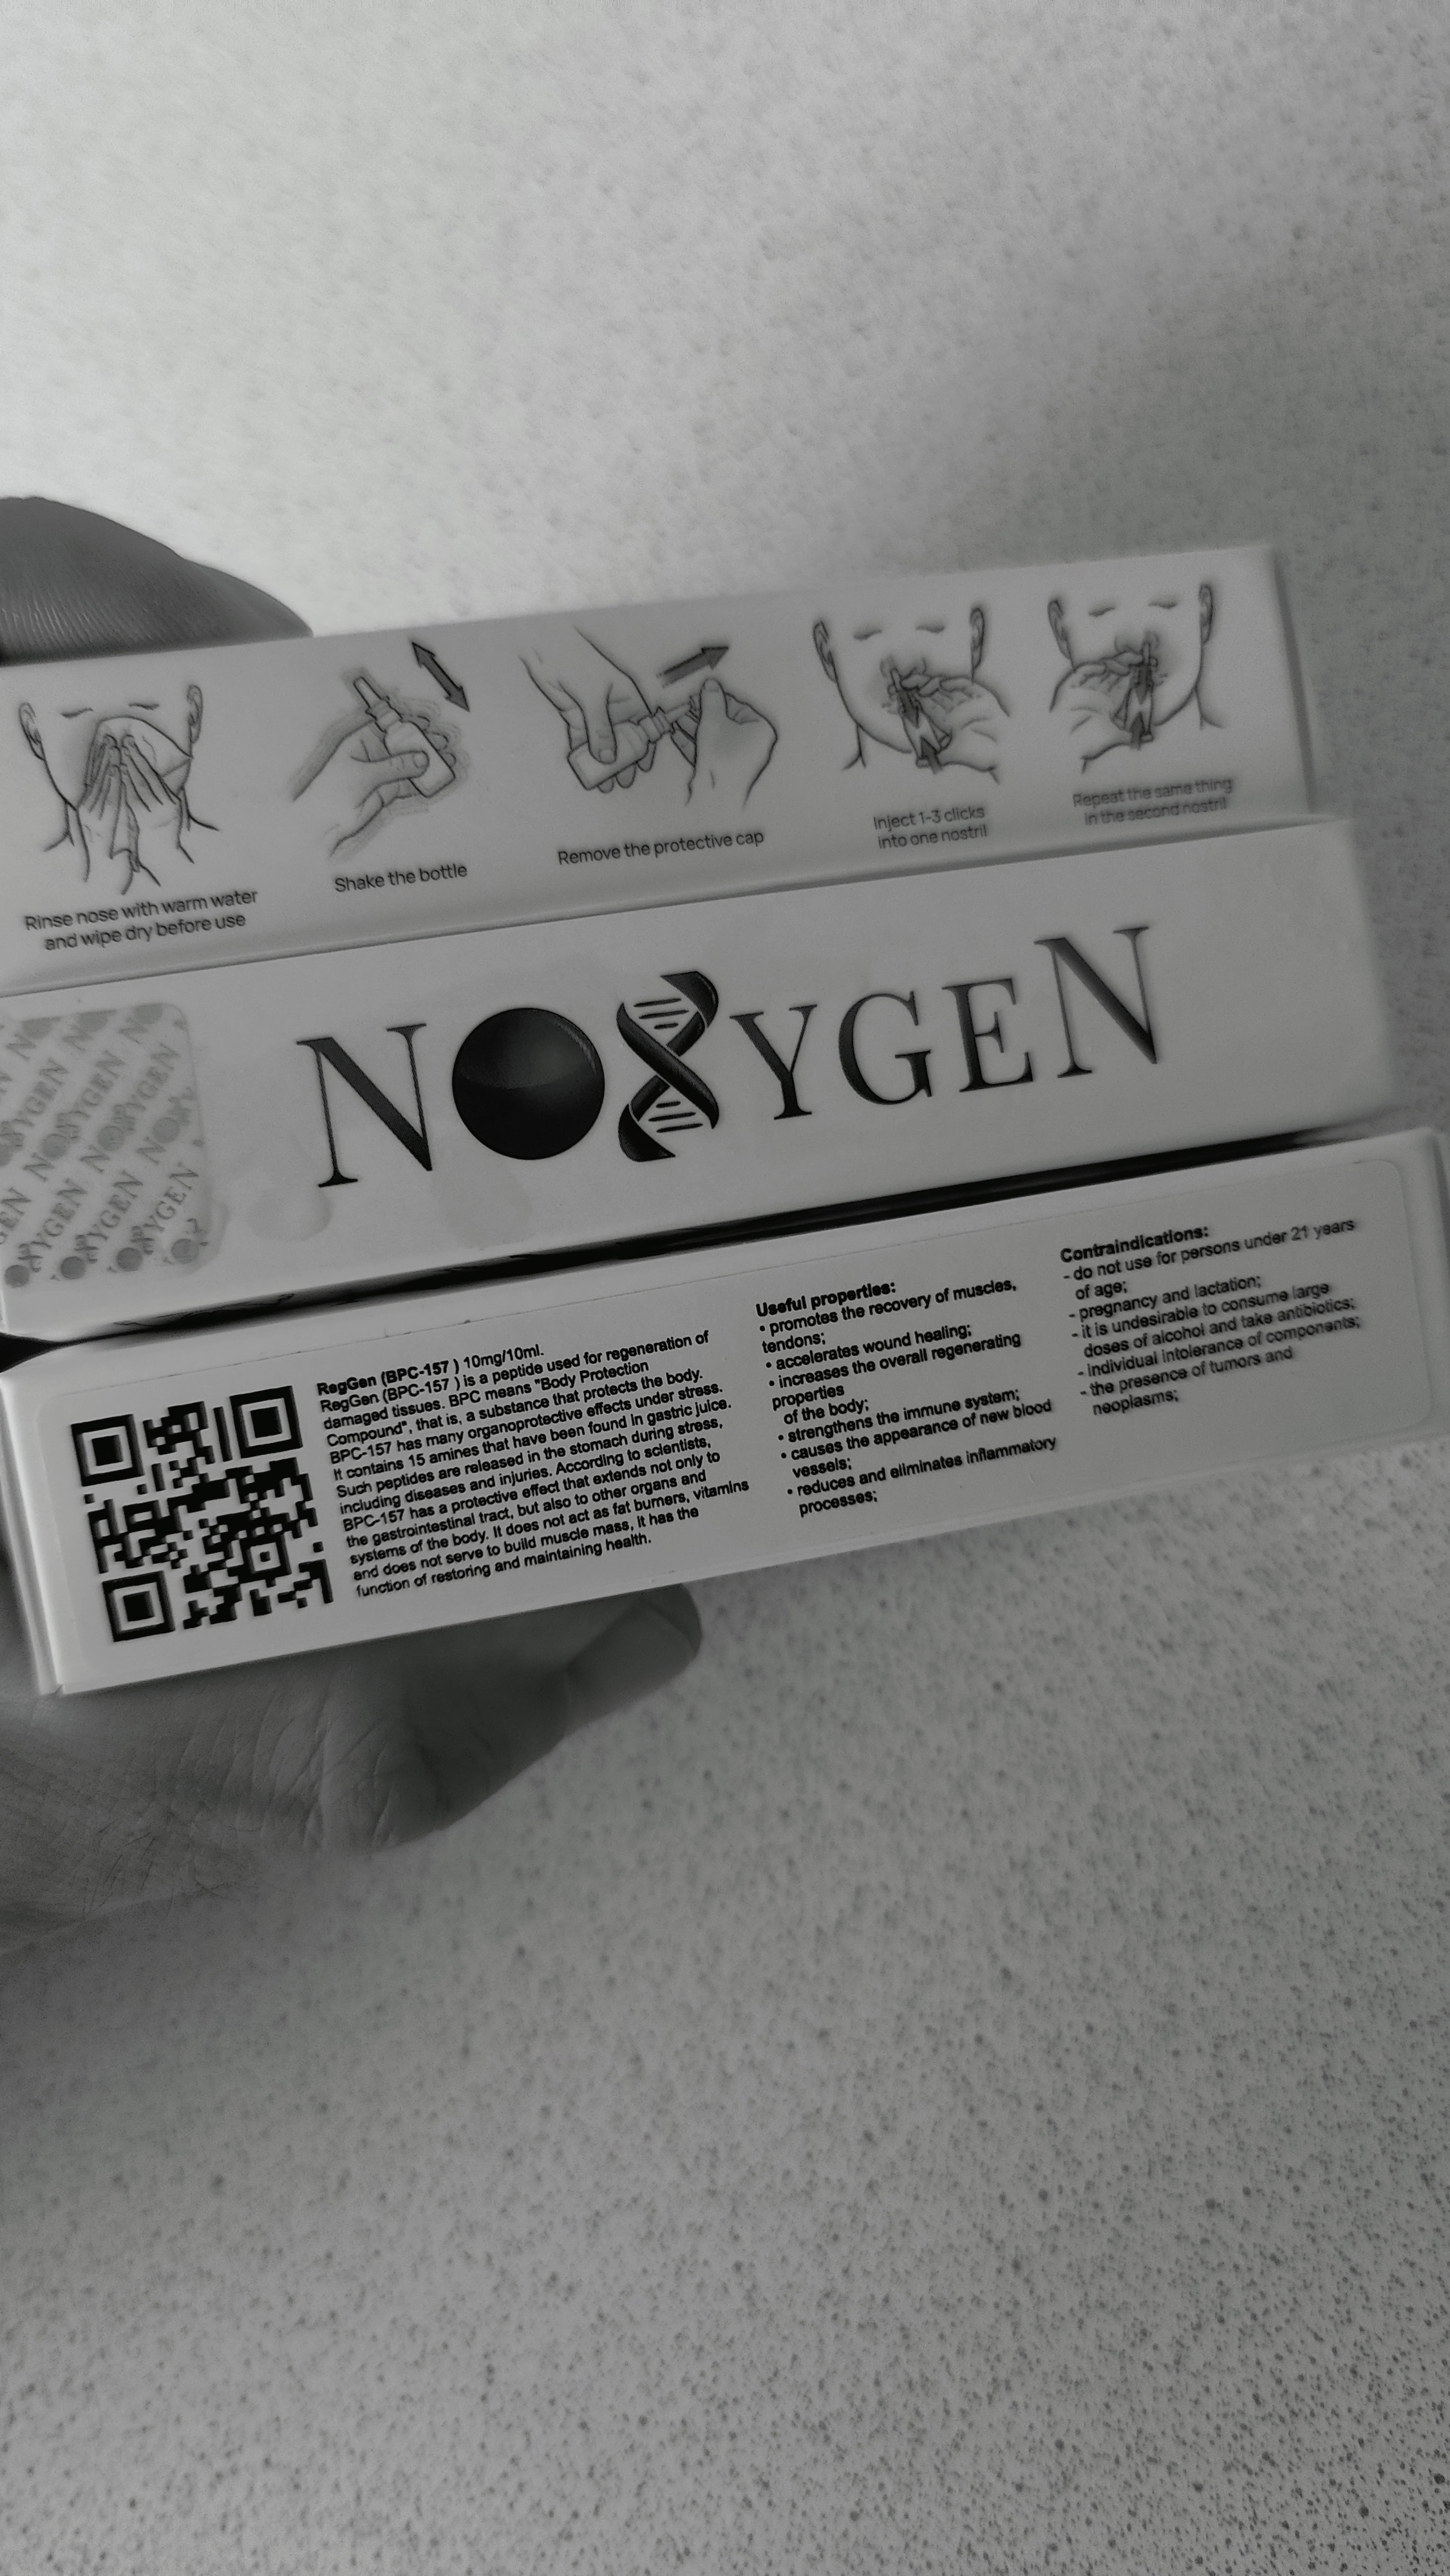 Rinse nose with warm water
and wipe dry before use
Shake the bottle
Remove the protective cap
Inject 1-3 clicks
into one nostril
Repeat the same thing
in the second nostril
NOXYGEN
RegGen (BPC-157 ) 10mg/10ml.
RegGen (BPC-157 ) is a peptide used for regeneration of
damaged tissues. BPC means "Body Protection
Compound", that is, a substance that protects the body.
BPC-157 has many organoprotective effects under stress.
It contains 15 amines that have been found in gastric juice.
Such peptides are released in the stomach during stress,
including diseases and injuries. According to scientists,
BPC-157 has a protective effect that extends not only to
the gastrointestinal tract, but also to other organs and
systems of the body. It does not act as fat burners, vitamins
and does not serve to build muscle mass, it has the
function of restoring and maintaining health.
Useful properties:
• promotes the recovery of muscles,
tendons;
• accelerates wound healing;
• increases the overall regenerating
properties
of the body;
• strengthens the immune system;
• causes the appearance of new blood
vessels;
• reduces and eliminates inflammatory
processes;
Contraindications:
- do not use for persons under 21 years
of age;
- pregnancy and lactation;
- it is undesirable to consume large
doses of alcohol and take antibiotics;
- individual intolerance of components;
- the presence of tumors and
neoplasms;